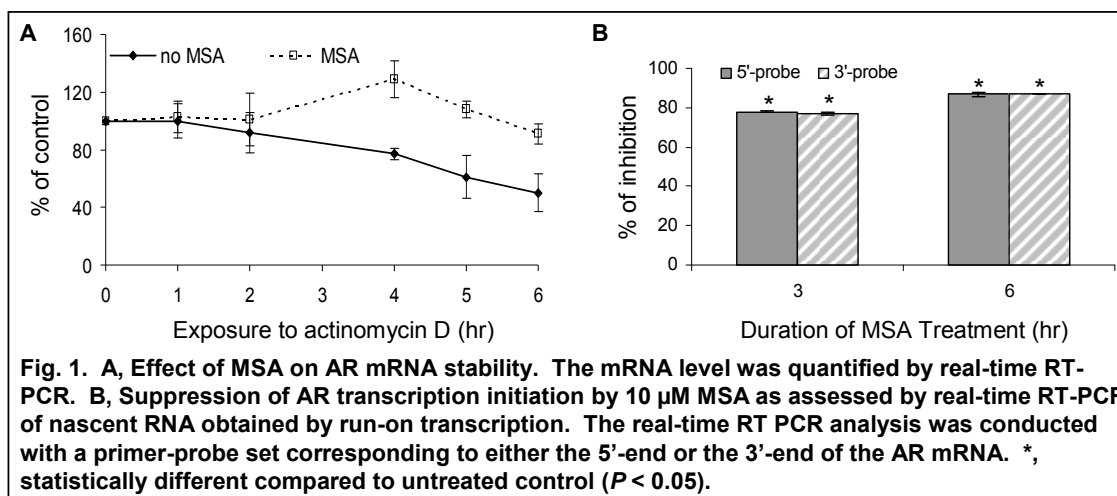 A
160
120
80
40
0
% of control
no MSA
MSA
0 1 2 3 4 5 6
Exposure to actinomycin D (hr)
B
100
80
60
40
20
0
% of inhibition
5'-probe 3'-probe
* * * *
3 6
Duration of MSA Treatment (hr)
Fig. 1. A, Effect of MSA on AR mRNA stability. The mRNA level was quantified by real-time RT-
PCR. B, Suppression of AR transcription initiation by 10 µM MSA as assessed by real-time RT-PCR
of nascent RNA obtained by run-on transcription. The real-time RT PCR analysis was conducted
with a primer-probe set corresponding to either the 5’-end or the 3’-end of the AR mRNA. *,
statistically different compared to untreated control (P < 0.05).